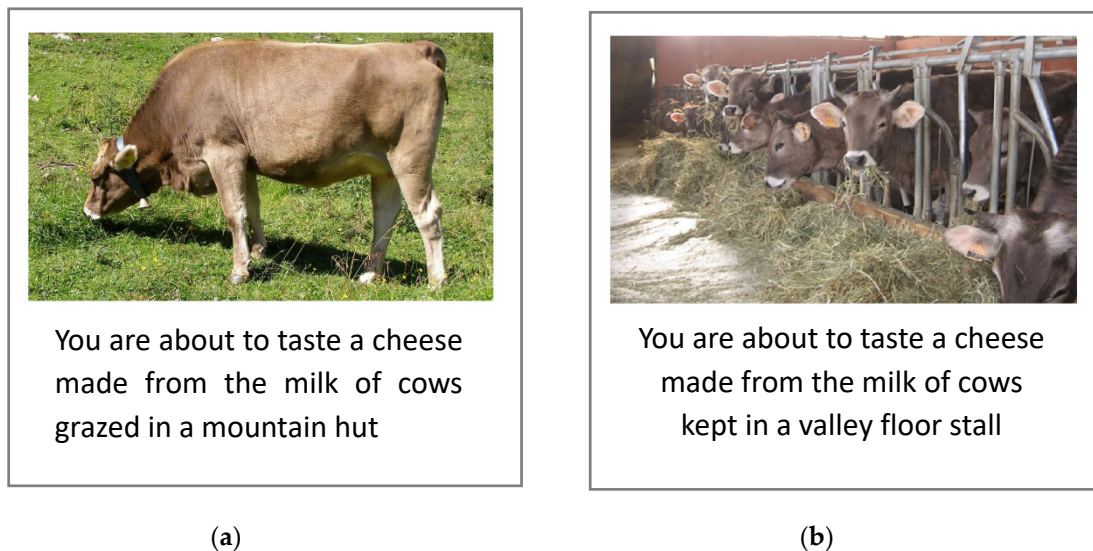 You are about to taste a cheese
made from the milk of cows
grazed in a mountain hut
You are about to taste a cheese
made from the milk of cows
kept in a valley floor stall
(a)
(b)